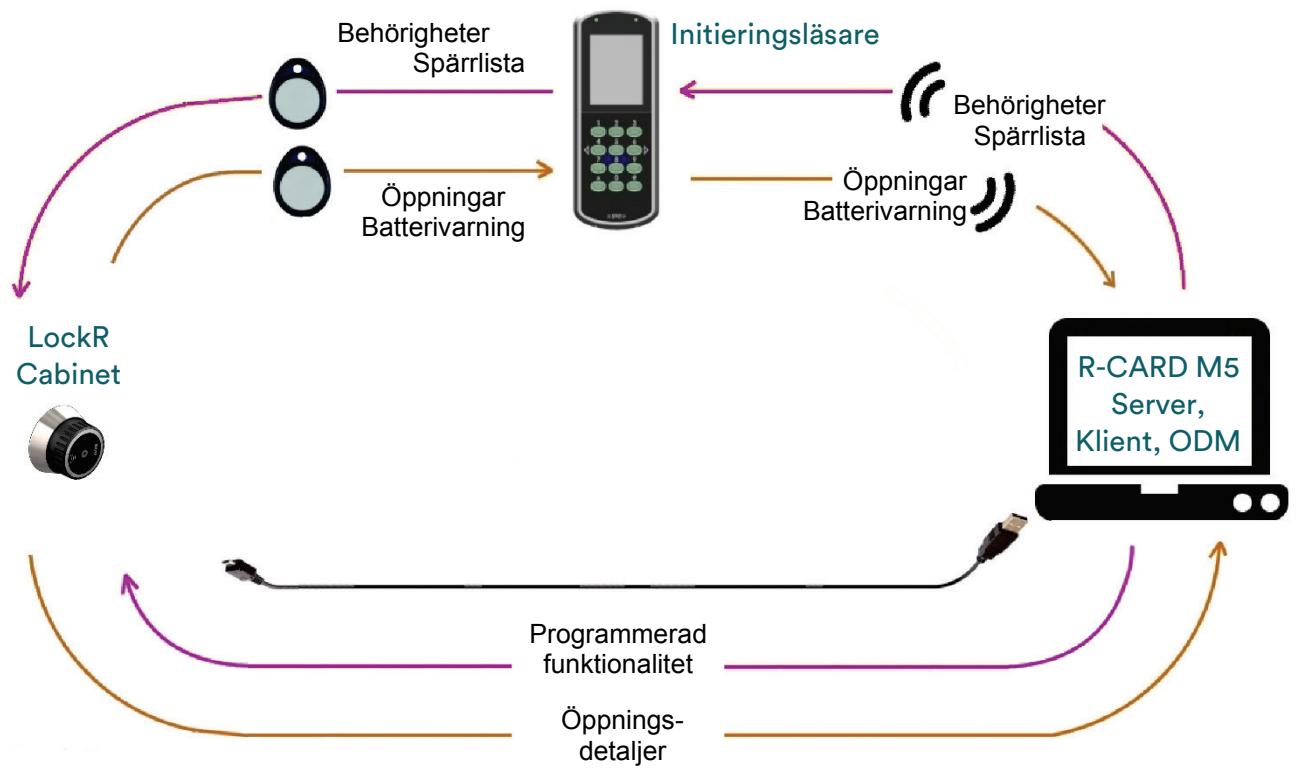 Behörigheter
Spärrlista
Initieringsläsare
Behörigheter
Spärrlista
Öppningar
Batterivarning
Öppningar
Batterivarning
LockR
Cabinet
R-CARD M5
Server,
Klient, ODM
Programmerad
funktionalitet
Öppnings-
detaljer